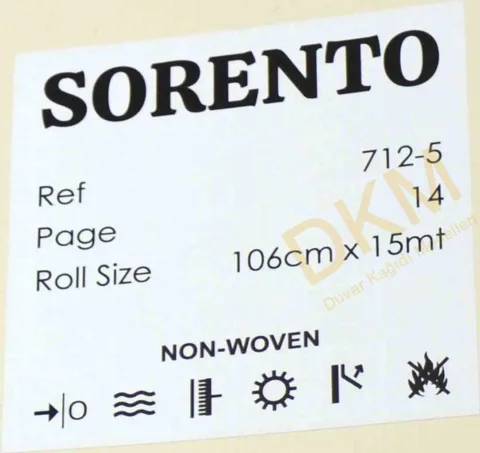 SORENTO
Ref 712-5
Page 14
Roll Size 106cm x 15mt
DKM
Duvar Kağıdı
NON-WOVEN